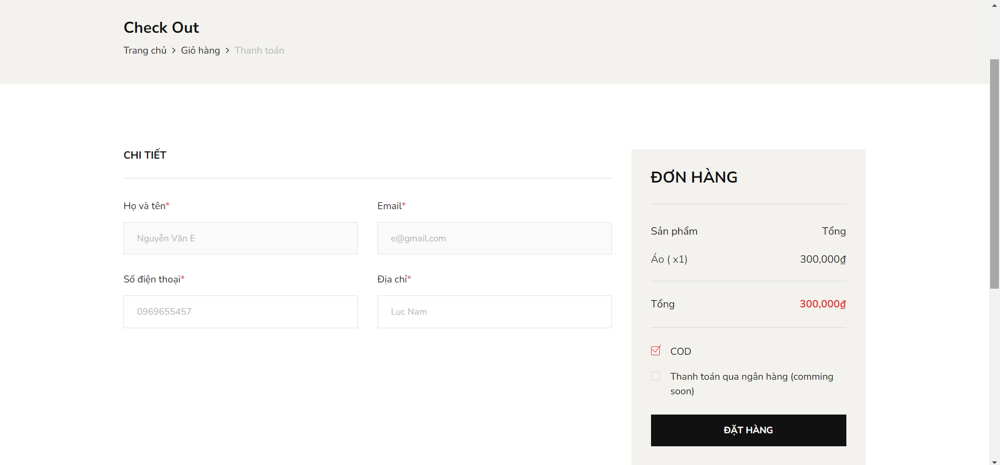 Check Out
Trang chủ > Giỏ hàng > Thanh toán
CHI TIẾT
Họ và tên*
Email*
Nguyễn Văn E
e@gmail.com
Số điện thoại*
Địa chỉ*
0969655457
Lục Nam
ĐƠN HÀNG
Sản phẩm Tổng
Áo ( x1) 300,000₫
Tổng 300,000₫
COD
Thanh toán qua ngân hàng (comming
soon)
ĐẶT HÀNG